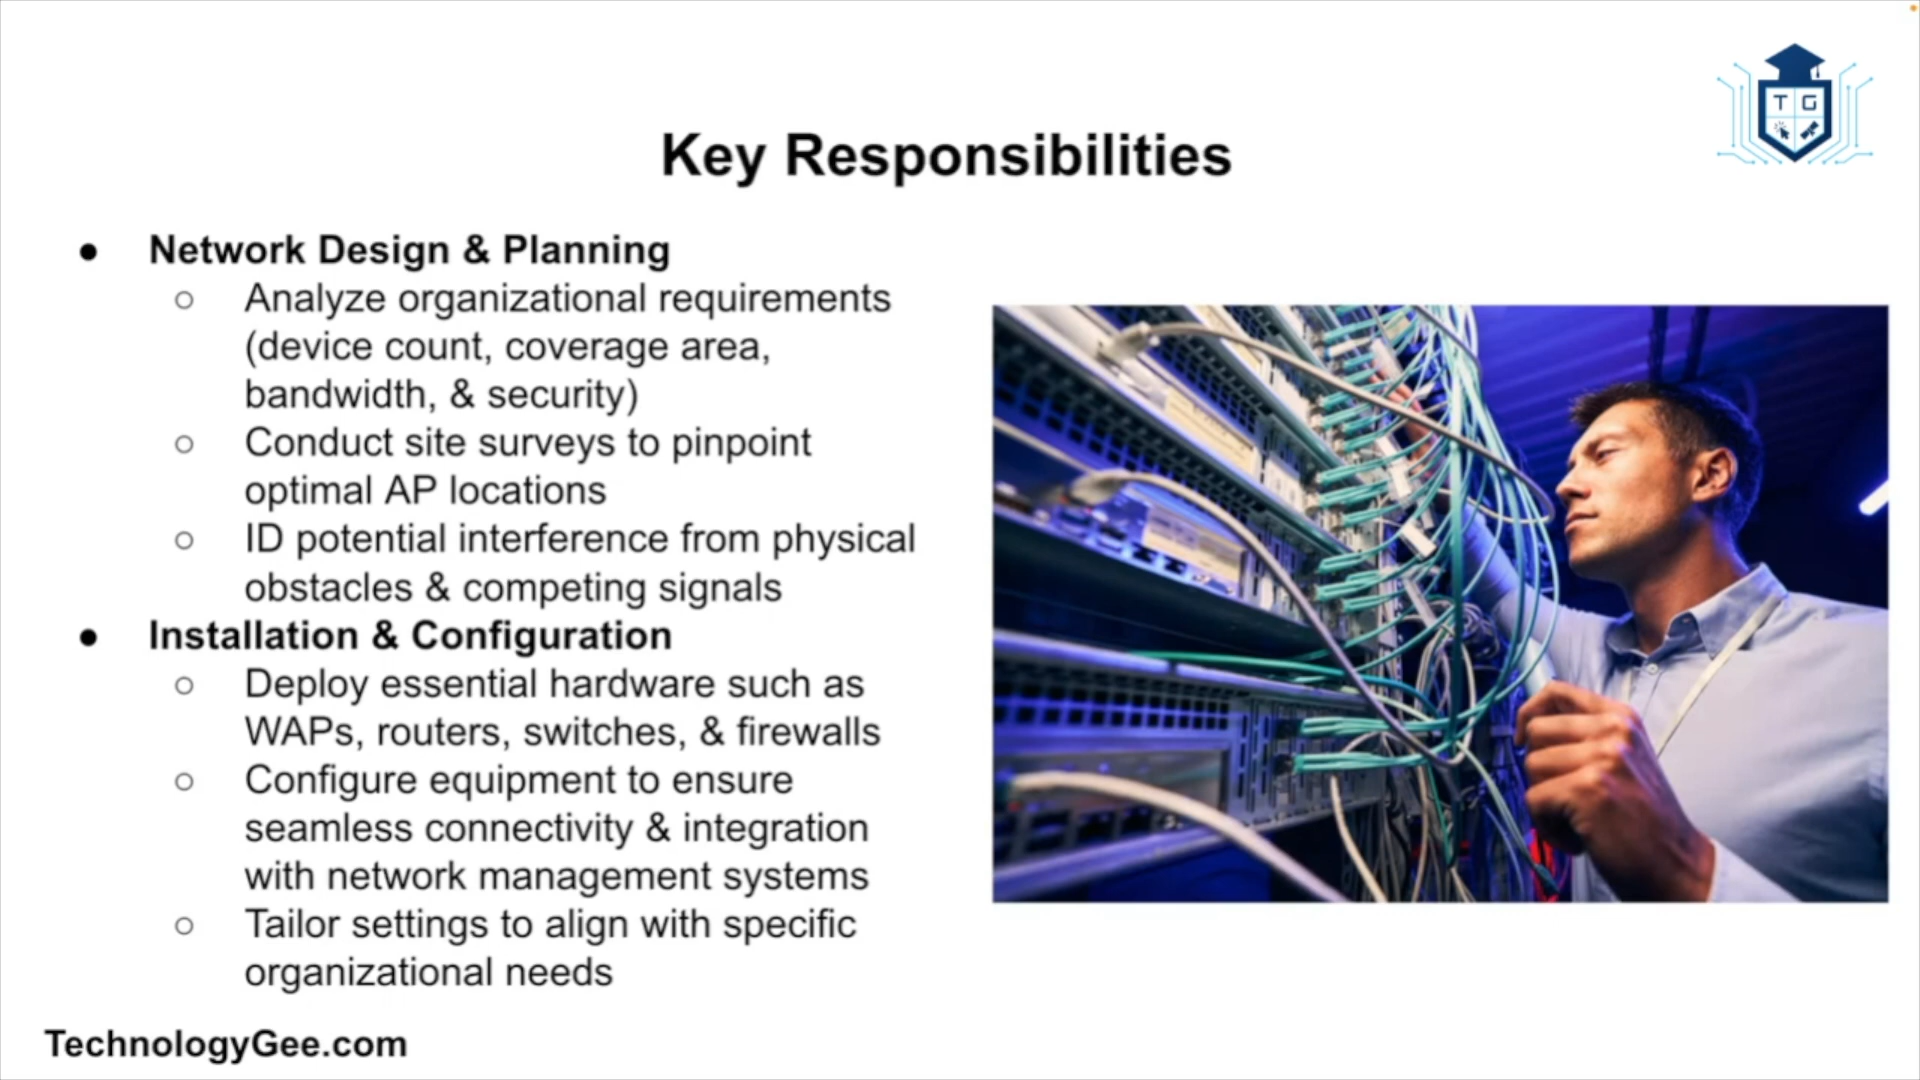 T G
Key Responsibilities
● Network Design & Planning
○ Analyze organizational requirements
(device count, coverage area,
bandwidth, & security)
○ Conduct site surveys to pinpoint
optimal AP locations
○ ID potential interference from physical
obstacles & competing signals
● Installation & Configuration
○ Deploy essential hardware such as
WAPs, routers, switches, & firewalls
○ Configure equipment to ensure
seamless connectivity & integration
with network management systems
○ Tailor settings to align with specific
organizational needs
TechnologyGee.com